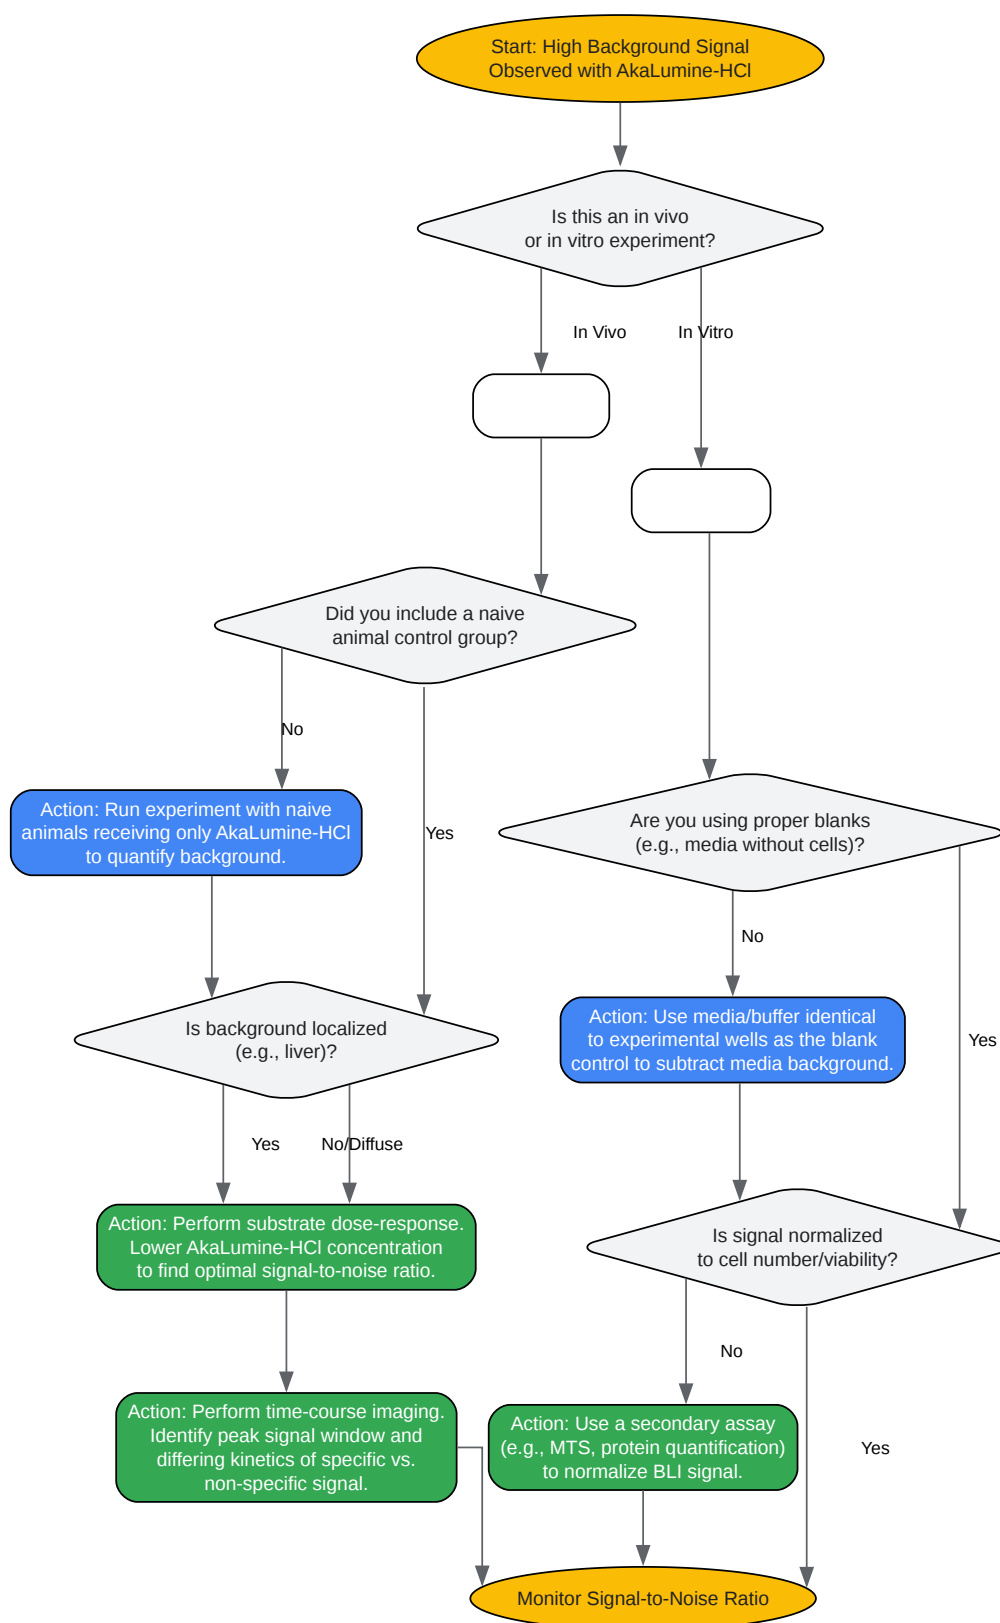 Start: High Background Signal
Observed with AkaLumine-HCl
Is this an in vivo
or in vitro experiment?
In Vivo
In Vitro
Did you include a naive
animal control group?
No
Yes
Action: Run experiment with naive
animals receiving only AkaLumine-HCl
to quantify background.
Are you using proper blanks
(e.g., media without cells)?
No
Yes
Is background localized
(e.g., liver)?
Action: Use media/buffer identical
to experimental wells as the blank
control to subtract media background.
Yes
No/Diffuse
Action: Perform substrate dose-response.
Lower AkaLumine-HCl concentration
to find optimal signal-to-noise ratio.
Is signal normalized
to cell number/viability?
No
Yes
Action: Perform time-course imaging.
Identify peak signal window and
differing kinetics of specific vs.
non-specific signal.
Action: Use a secondary assay
(e.g., MTS, protein quantification)
to normalize BLI signal.
Monitor Signal-to-Noise Ratio